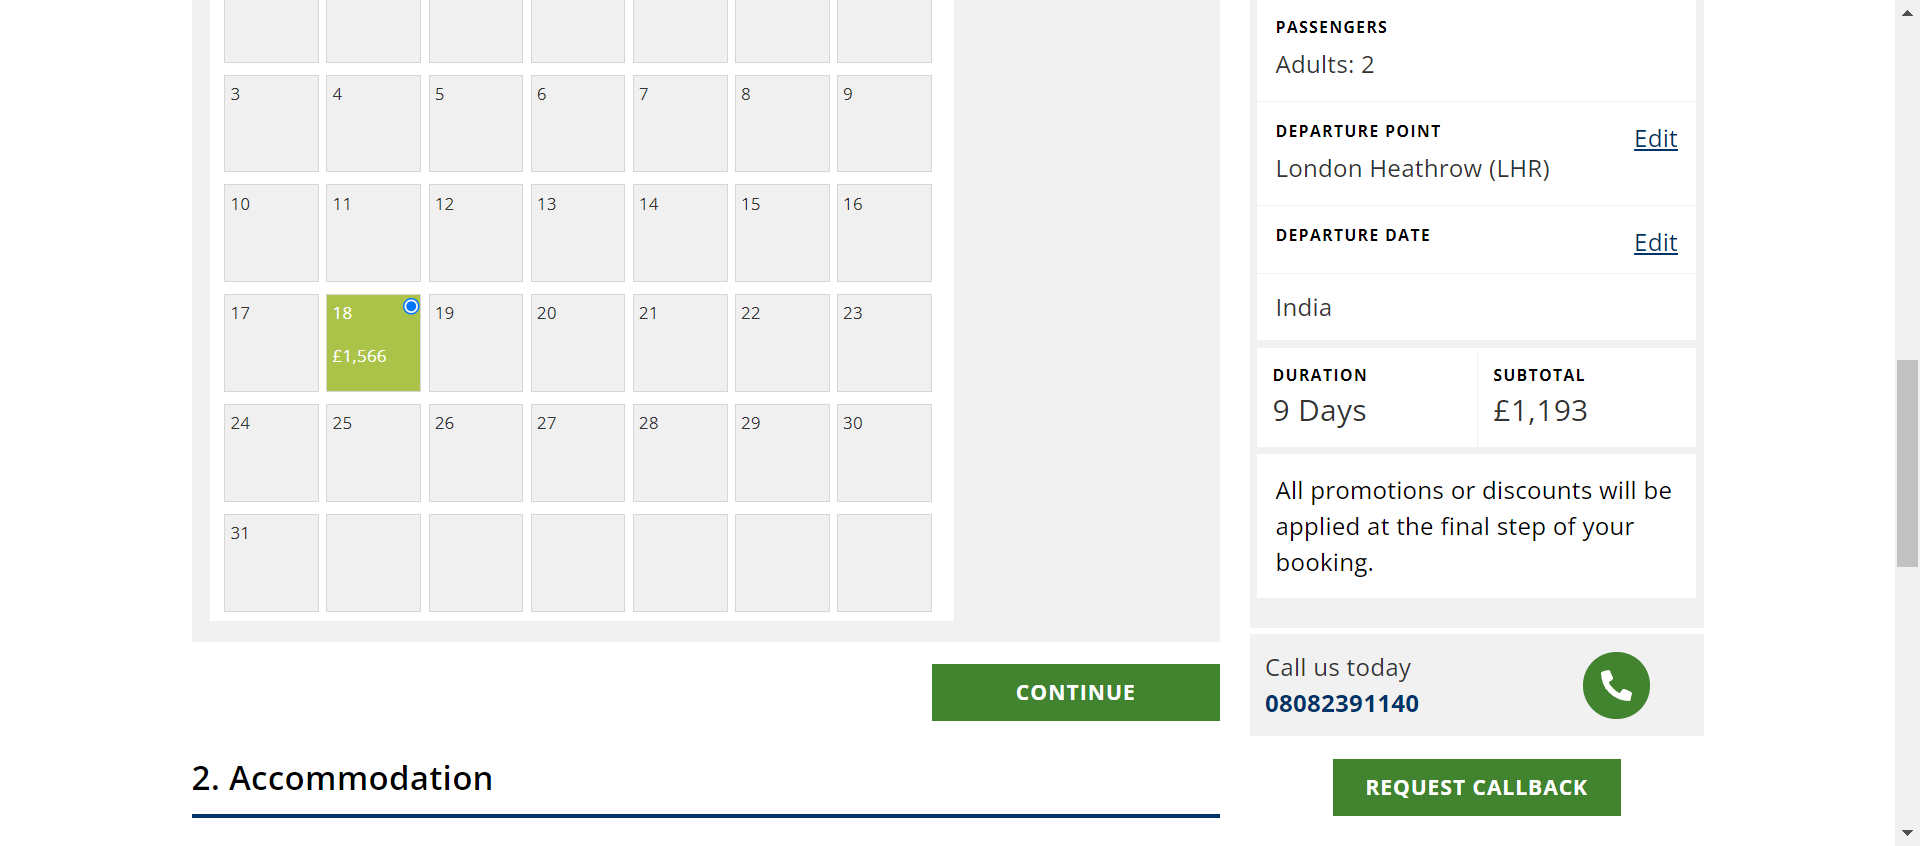 3 4 5 6 7 8 9
10 11 12 13 14 15 16
17 18 19 20 21 22 23
£1,566
24 25 26 27 28 29 30
31
CONTINUE
2. Accommodation
PASSENGERS
Adults: 2
DEPARTURE POINT
Edit
London Heathrow (LHR)
DEPARTURE DATE
Edit
India
DURATION
9 Days
SUBTOTAL
£1,193
All promotions or discounts will be
applied at the final step of your
booking.
Call us today
08082391140
REQUEST CALLBACK